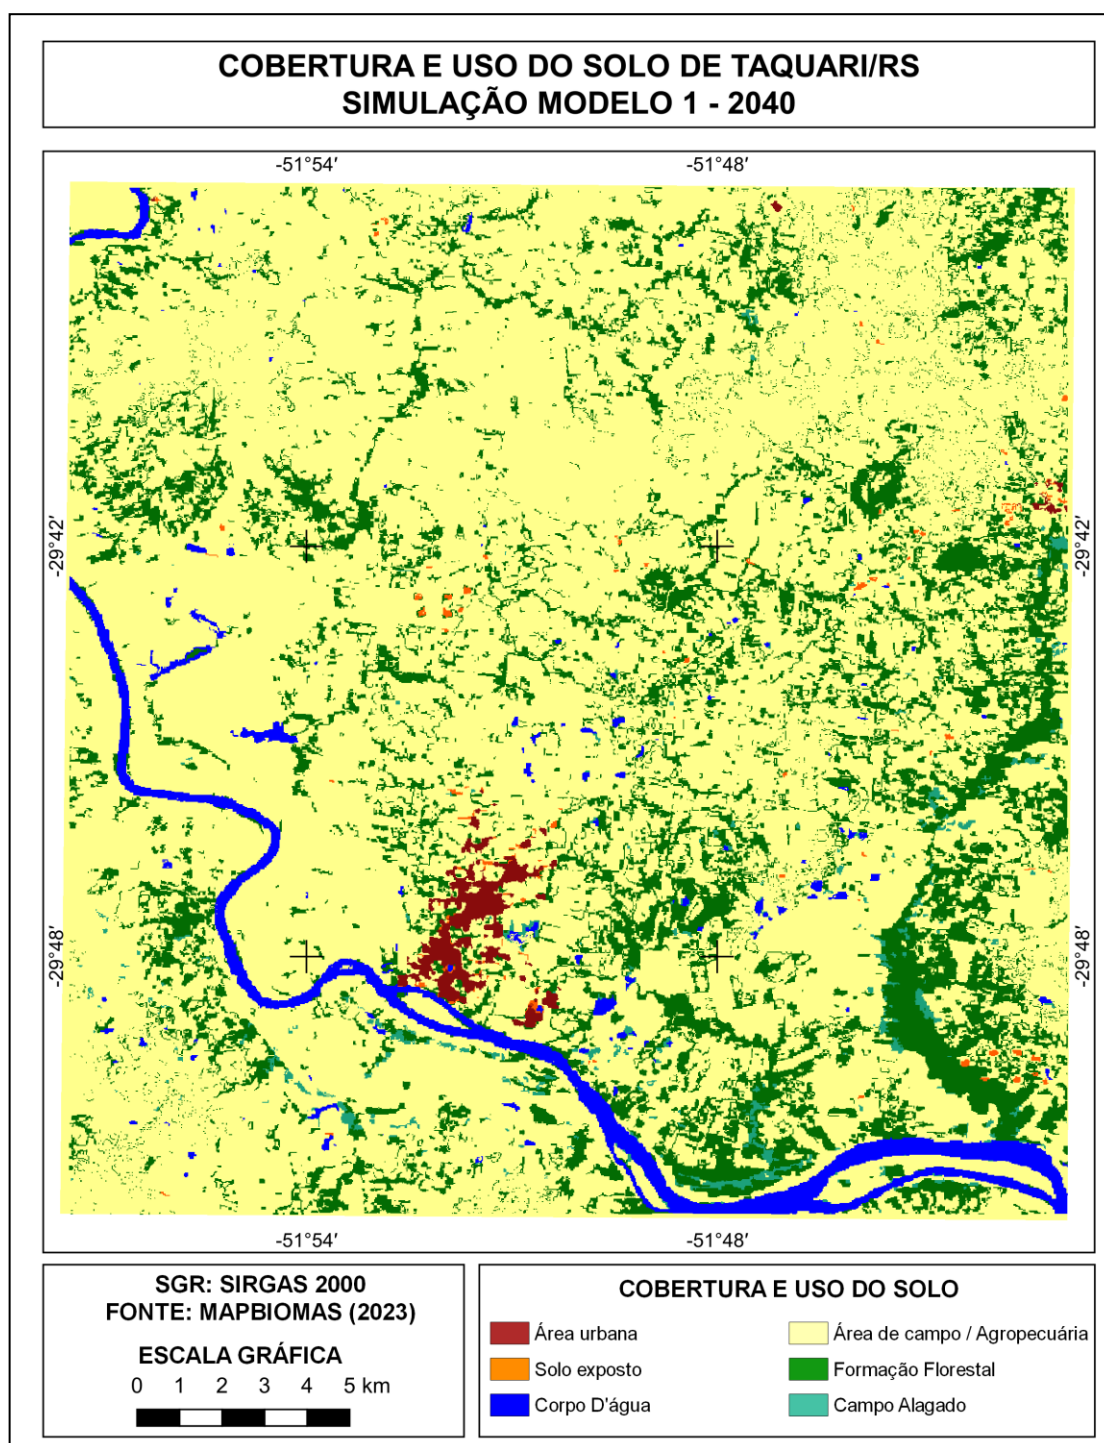 COBERTURA E USO DO SOLO DE TAQUARI/RS
SIMULAÇÃO MODELO 1 - 2040
-51°54′
-51°48′
-29°42′
-29°42′
-29°48′
-29°48′
-51°54′
-51°48′
SGR: SIRGAS 2000
FONTE: MAPBIOMAS (2023)
ESCALA GRÁFICA
0 1 2 3 4 5 km
COBERTURA E USO DO SOLO
Área urbana
Solo exposto
Corpo D'água
Área de campo / Agropecuária
Formação Florestal
Campo Alagado